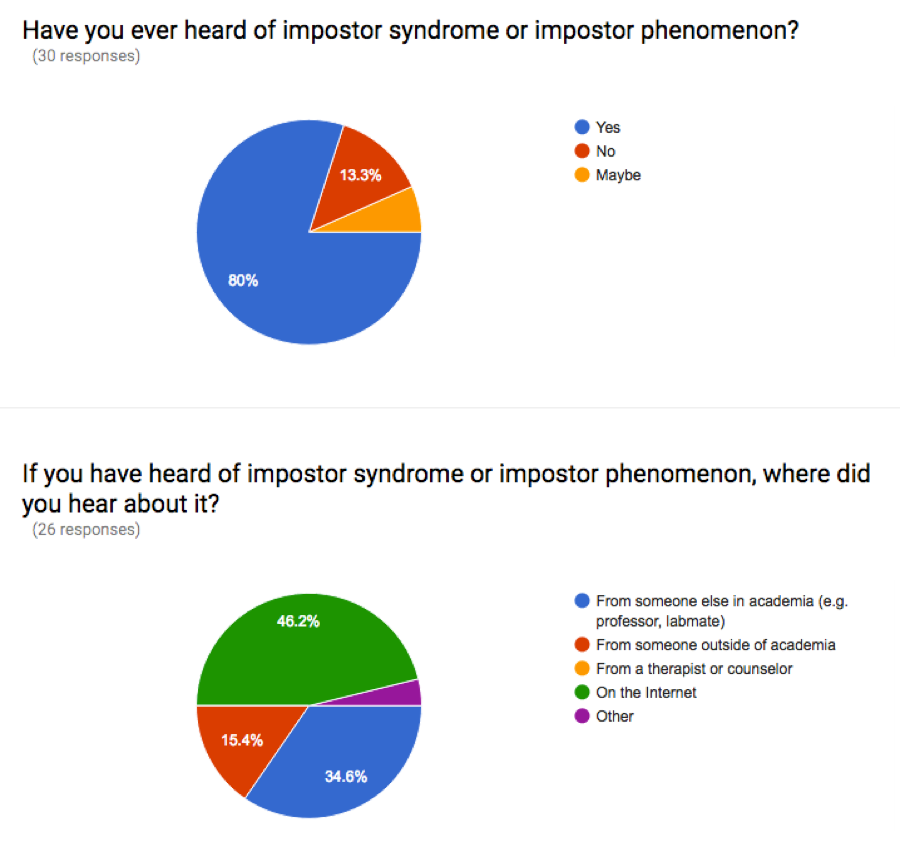 Have you ever heard of impostor syndrome or impostor phenomenon?
(30 responses)
Yes
No
Maybe
13.3%
80%
If you have heard of impostor syndrome or impostor phenomenon, where did
you hear about it?
(26 responses)
46.2%
15.4%
34.6%
From someone else in academia (e.g.
professor, labmate)
From someone outside of academia
From a therapist or counselor
On the Internet
Other